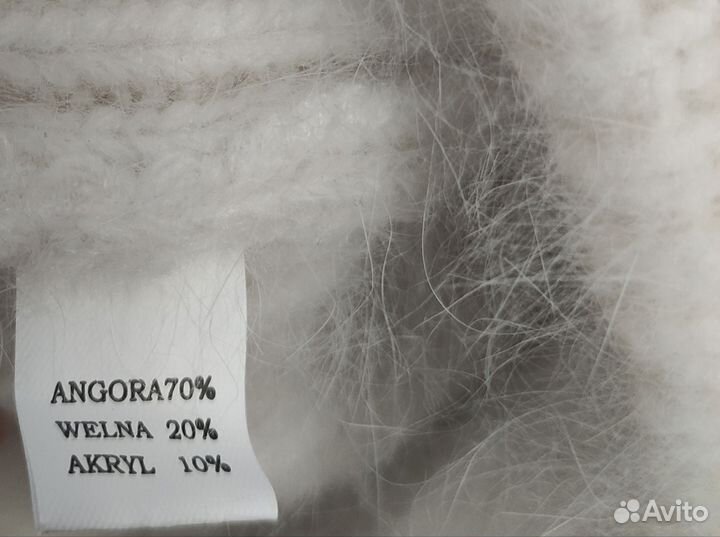 ANGORA70%
WELNA 20%
AKRYL 10%
Avito